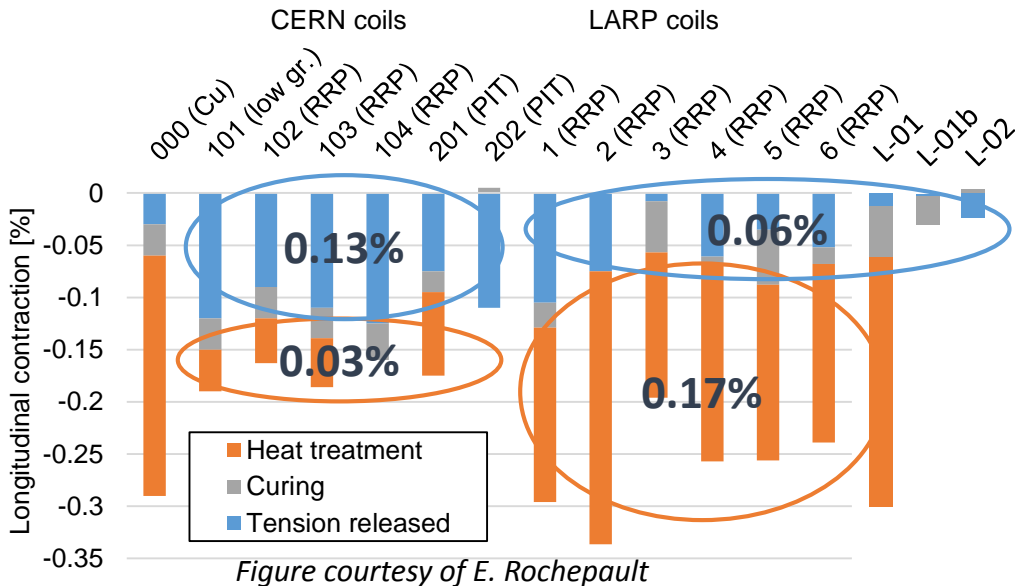 CERN coils
LARP coils
000 (Cu)
101 (low gr.)
102 (RRP)
103 (RRP)
104 (RRP)
201 (PIT)
202 (PIT)
1 (RRP)
2 (RRP)
3 (RRP)
4 (RRP)
5 (RRP)
6 (RRP)
L-01
L-01b
L-02
Longitudinal contraction [%]
0
-0.05
-0.1
-0.15
-0.2
-0.25
-0.3
-0.35
0.13%
0.06%
0.03%
0.17%
Heat treatment
Curing
Tension released
Figure courtesy of E. Rochepault